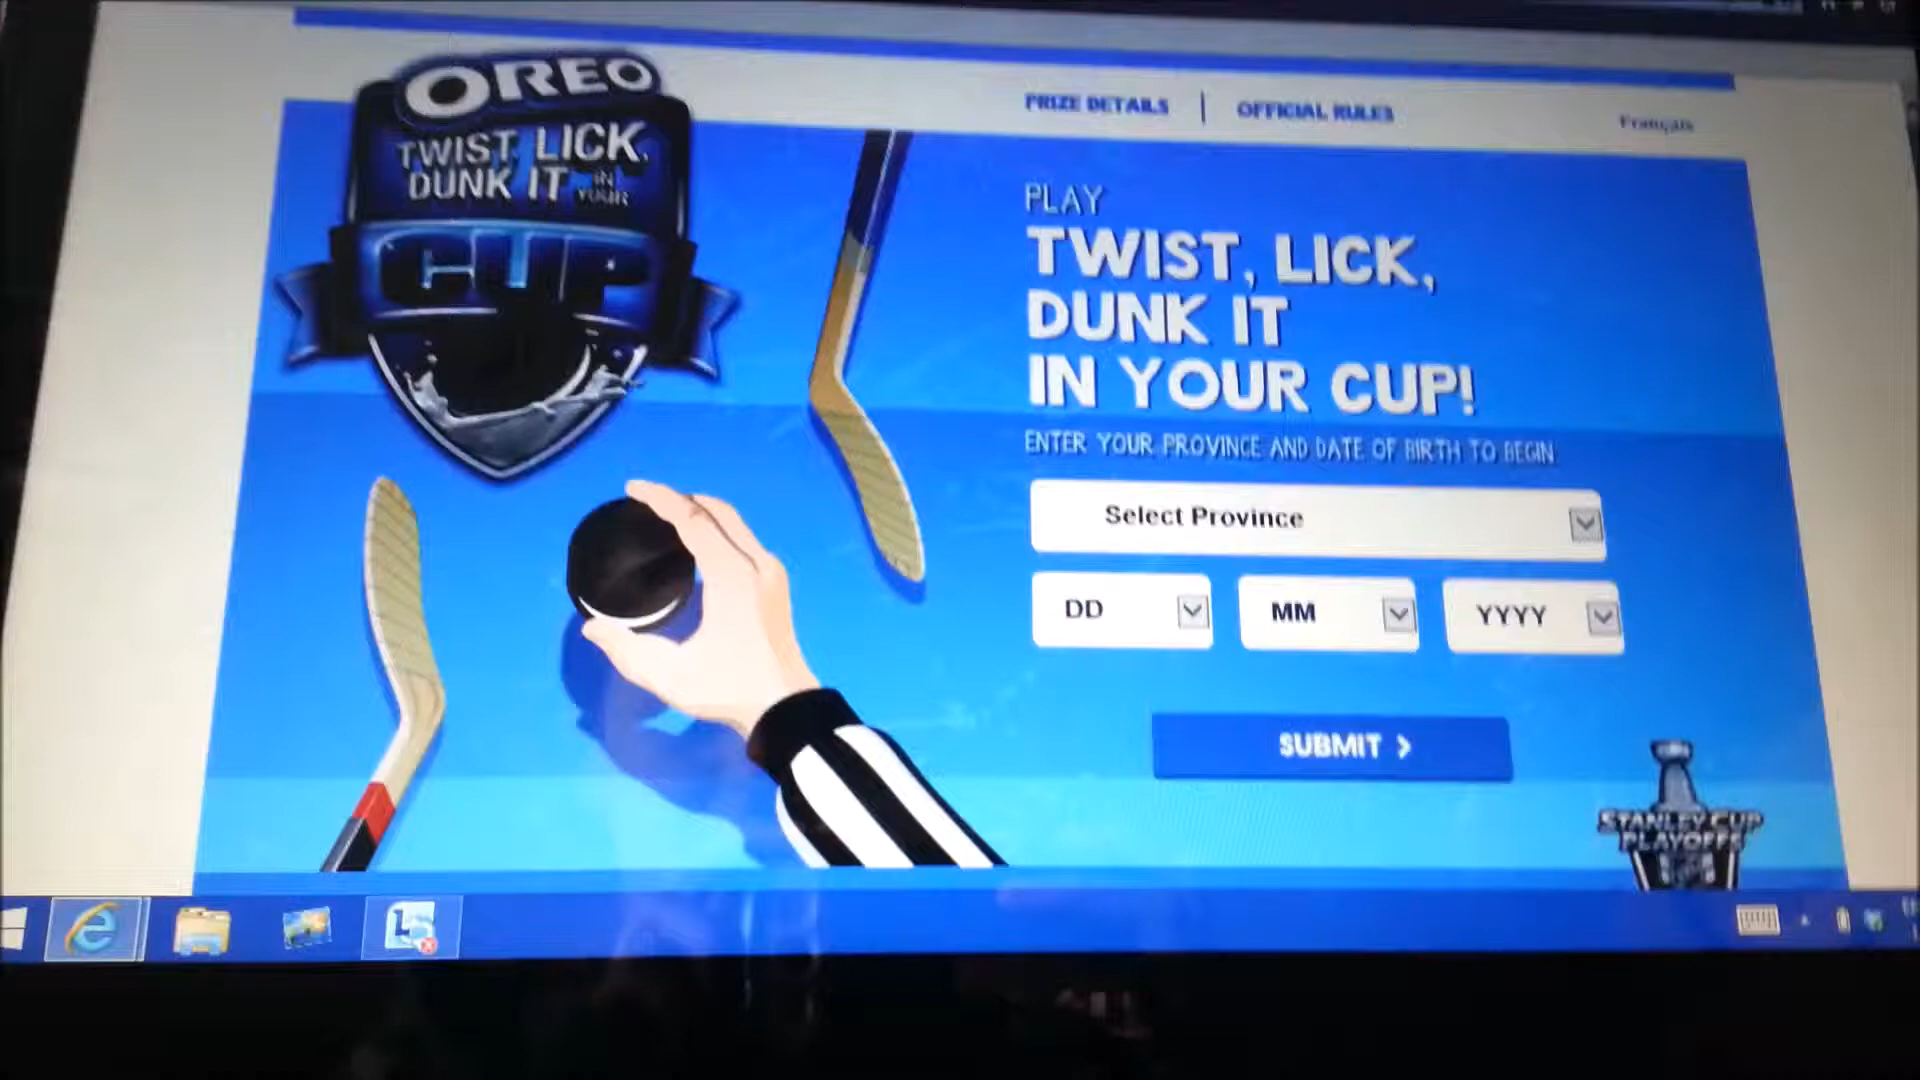 OREO
TWIST, LICK,
DUNK IT IN YOUR
CUP
PRIZE DETAILS | OFFICIAL RULES
Français
PLAY
TWIST, LICK,
DUNK IT
IN YOUR CUP!
ENTER YOUR PROVINCE AND DATE OF BIRTH TO BEGIN
Select Province
DD MM YYYY
SUBMIT >
STANLEY CUP
PLAYOFFS